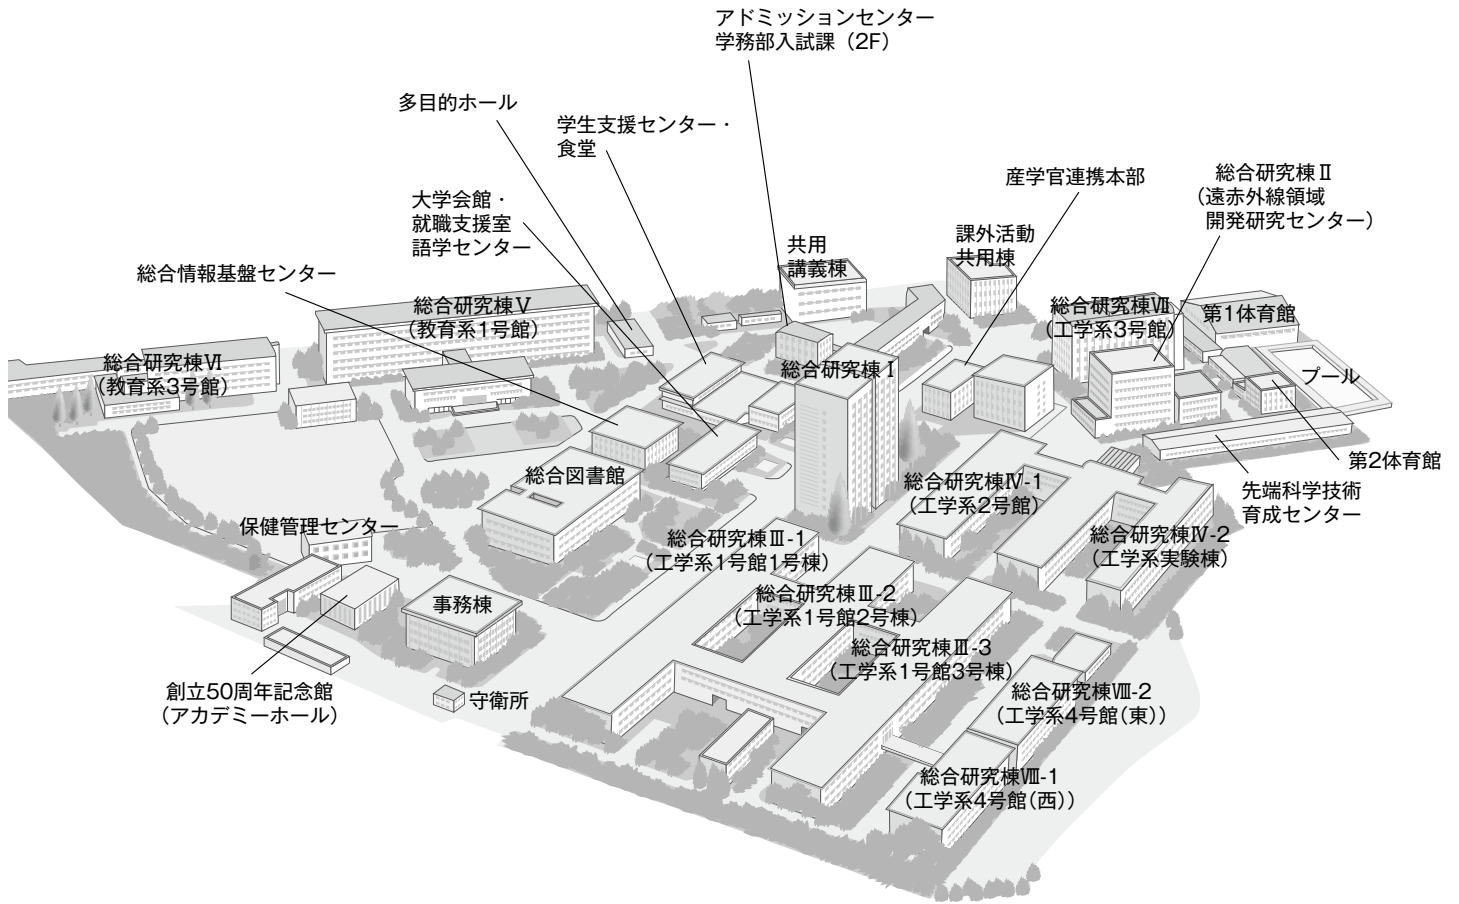 アドミッションセンター
学務部入試課（2F）
多目的ホール
学生支援センター・
食堂
大学会館・
就職支援室
語学センター
総合情報基盤センター
共用
講義棟
課外活動
共用棟
産学官連携本部
総合研究棟Ⅱ
（遠赤外線領域
開発研究センター）
総合研究棟Ⅴ
（教育系1号館）
総合研究棟Ⅵ
（教育系3号館）
総合研究棟Ⅰ
総合研究棟Ⅶ
（工学系3号館）
第1体育館
プール
第2体育館
先端科学技術
育成センター
総合図書館
総合研究棟Ⅳ-1
（工学系2号館）
総合研究棟Ⅳ-2
（工学系実験棟）
保健管理センター
総合研究棟Ⅲ-1
（工学系1号館1号棟）
総合研究棟Ⅲ-2
（工学系1号館2号棟）
総合研究棟Ⅲ-3
（工学系1号館3号棟）
事務棟
創立50周年記念館
（アカデミーホール）
守衛所
総合研究棟Ⅷ-2
（工学系4号館（東））
総合研究棟Ⅷ-1
（工学系4号館（西））